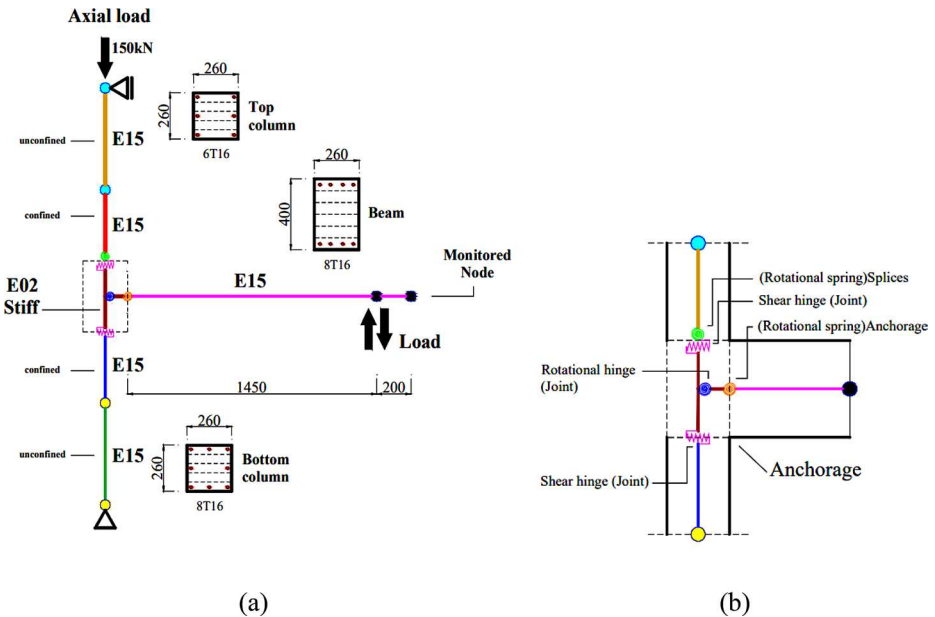 Axial load
150kN
260
260
Top
column
6T16
unconfined
E15
260
400
Beam
8T16
confined
E15
Monitored
Node
E02
Stiff
E15
Load
confined
E15
1450
200
260
260
Bottom
column
8T16
unconfined
E15
(Rotational spring)Splices
Shear hinge (Joint)
(Rotational spring)Anchorage
Rotational hinge
(Joint)
Shear hinge (Joint)
Anchorage
(a)
(b)